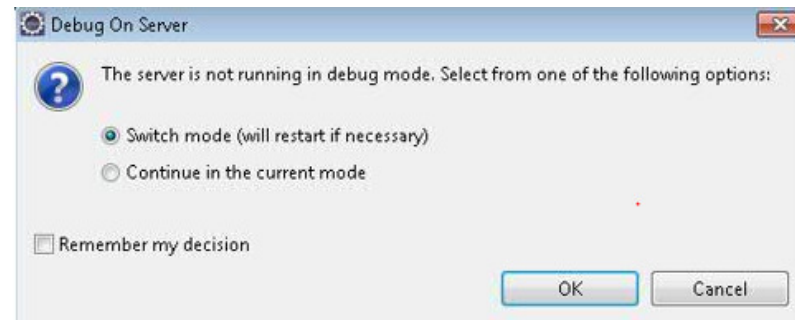 Debug On Server
The server is not running in debug mode. Select from one of the following options:
Switch mode (will restart if necessary)
Continue in the current mode
Remember my decision
OK
Cancel